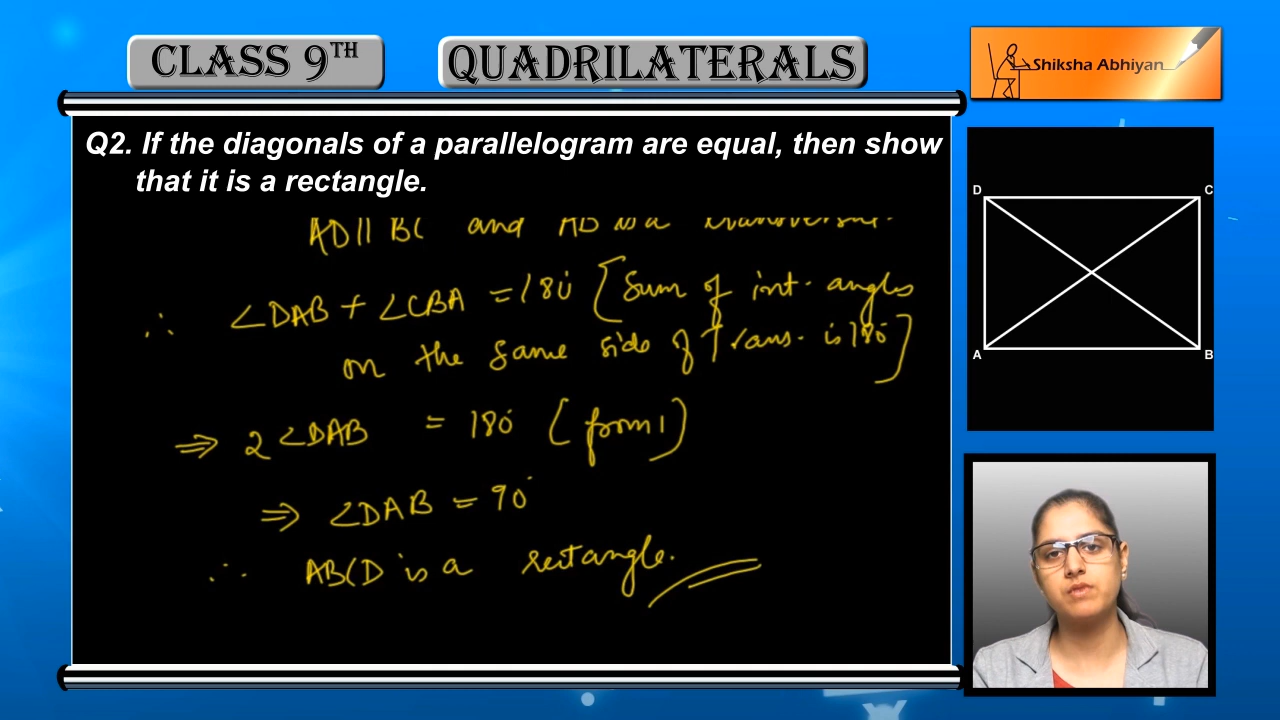 CLASS 9TH
QUADRILATERALS
Shiksha Abhiyan
Q2. If the diagonals of a parallelogram are equal, then show
that it is a rectangle.
AD || BC and AB is a transversal.
∴ ∠DAB + ∠CBA = 180° [Sum of int. angles
on the same side of Trans. is 180°]
⇒ 2 ∠DAB = 180° (from 1)
⇒ ∠DAB = 90°
∴ ABCD is a rectangle.
D C
A B